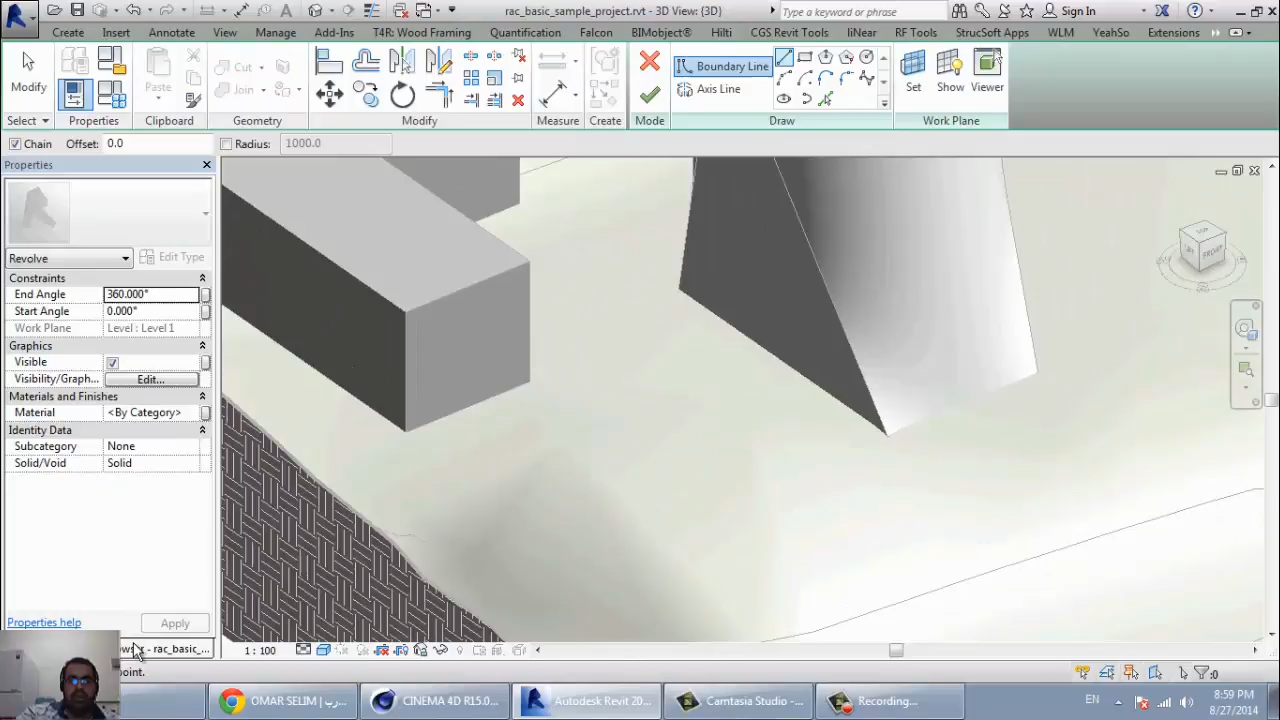 rac_basic_sample_project.rvt - 3D View: {3D}
Type a keyword or phrase
Sign In
Create
Insert
Annotate
View
Manage
Add-Ins
T4R: Wood Framing
Quantification
Falcon
BIMobject®
Hilti
CGS Revit Tools
liNear
RF Tools
StrucSoft Apps
WLM
YeahSo
Extensions
Modify
Paste
Cut
Join
Boundary Line
Axis Line
Set
Show
Viewer
Select
Properties
Clipboard
Geometry
Modify
Measure
Create
Mode
Draw
Work Plane
Chain
Offset: 0.0
Radius: 1000.0
Properties
Revolve
Edit Type
Constraints
End Angle 360.000°
Start Angle 0.000°
Work Plane Level : Level 1
Graphics
Visible
Visibility/Graph... Edit...
Materials and Finishes
Material <By Category>
Identity Data
Subcategory None
Solid/Void Solid
TOP
FRONT
Properties help
Apply
- rac_basic_...
1 : 100
point.
:0
OMAR SELIM |
CINEMA 4D R15.0...
Autodesk Revit 20...
Camtasia Studio - ...
Recording...
EN
8:59 PM
8/27/2014